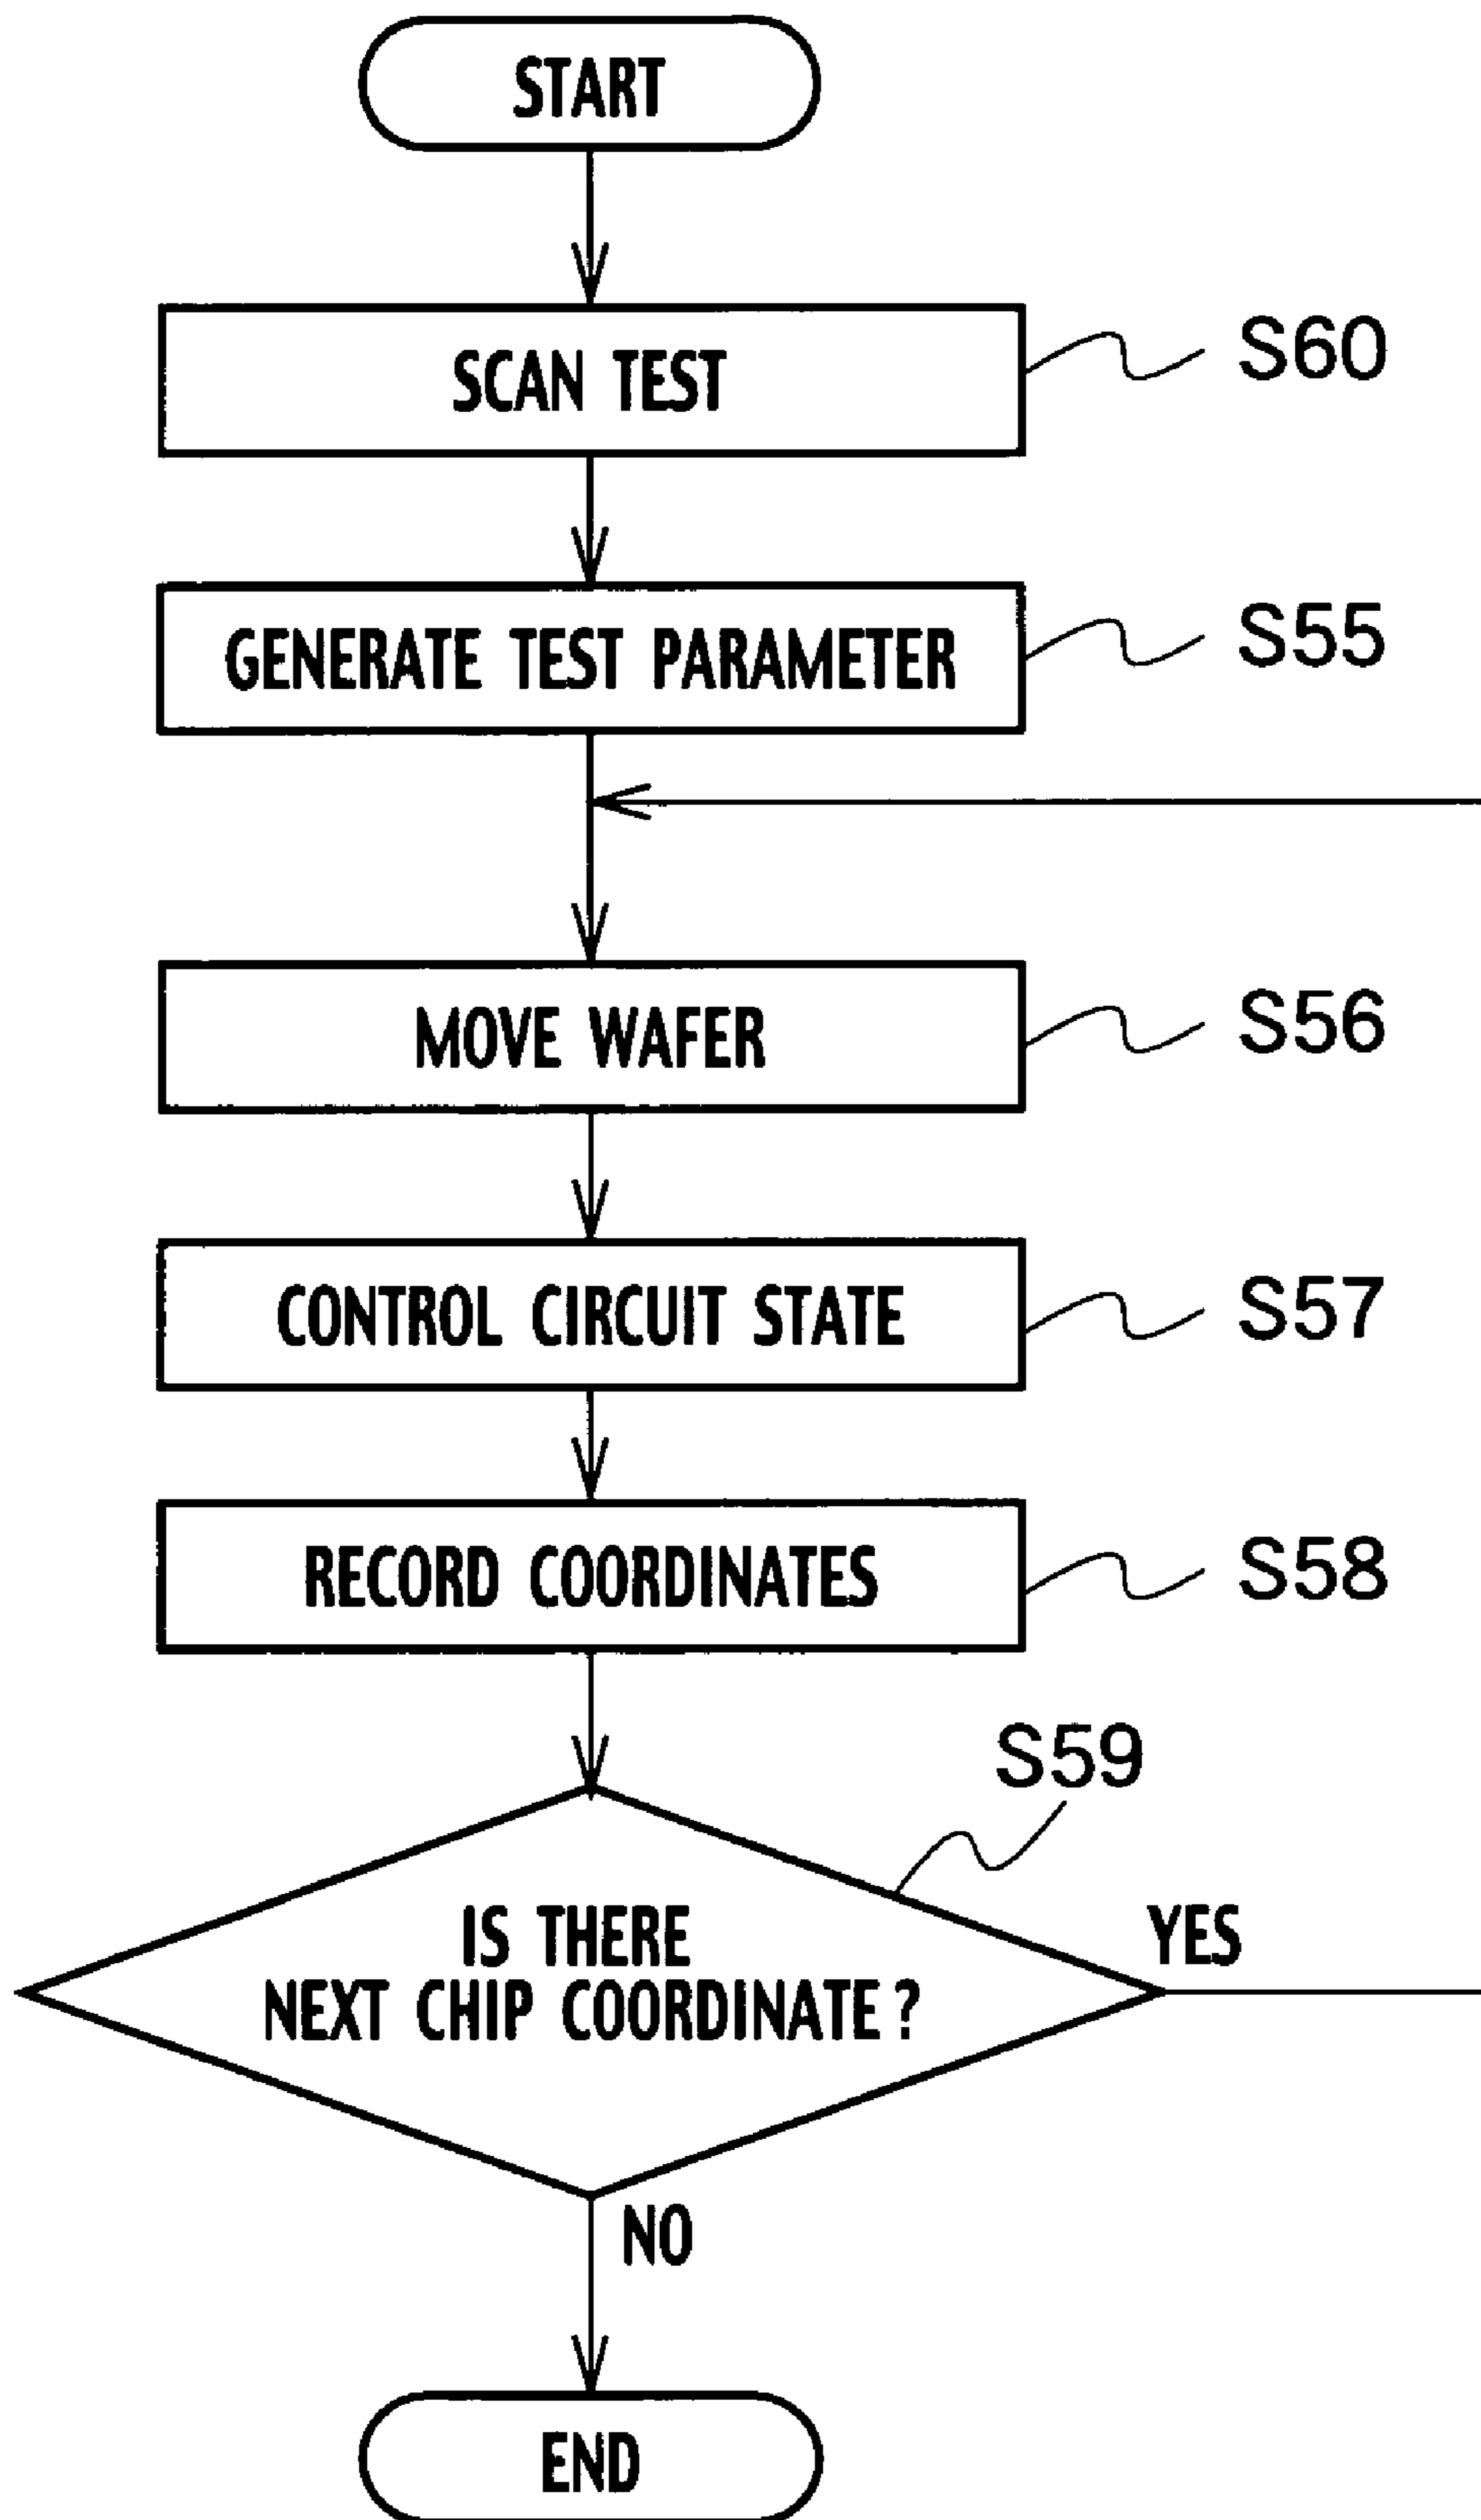 START
SCAN TEST
S60
GENERATE TEST PARAMETER
S55
MOVE WAFER
S56
CONTROL CIRCUIT STATE
S57
RECORD COORDINATES
S58
S59
IS THERE
NEXT CHIP COORDINATE?
YES
NO
END